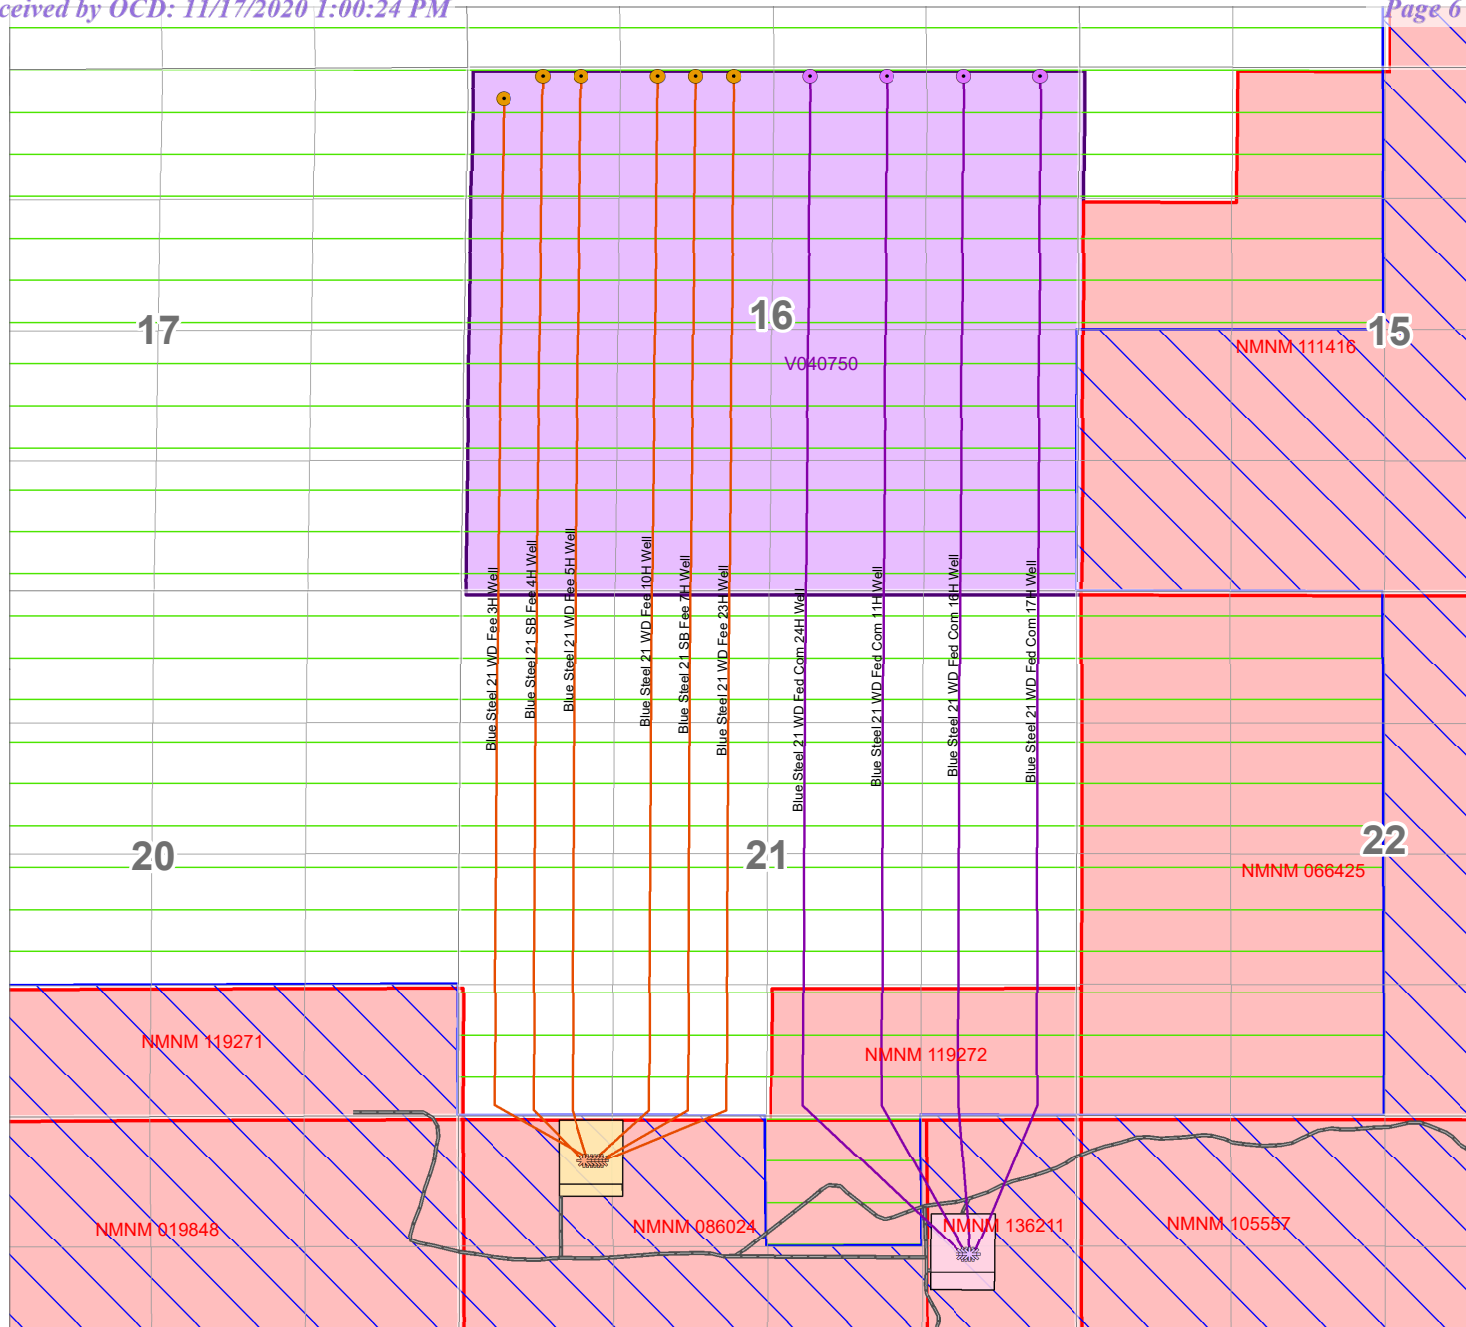 ceived by OCD: 11/17/2020 1:00:24 PM
Page 6
17
16
15
NMNM 111416
V040750
Blue Steel 21 WD Fee 3H Well
Blue Steel 21 SB Fee 4H Well
Blue Steel 21 WD Fee 5H Well
Blue Steel 21 WD Fee 10H Well
Blue Steel 21 SB Fee 7H Well
Blue Steel 21 WD Fee 23H Well
Blue Steel 21 WD Fed Com 24H Well
Blue Steel 21 WD Fed Com 11H Well
Blue Steel 21 WD Fed Com 16H Well
Blue Steel 21 WD Fed Com 17H Well
20
21
22
NMNM 066425
NMNM 119271
NMNM 119272
NMNM 019848
NMNM 086024
NMNM 136211
NMNM 105557